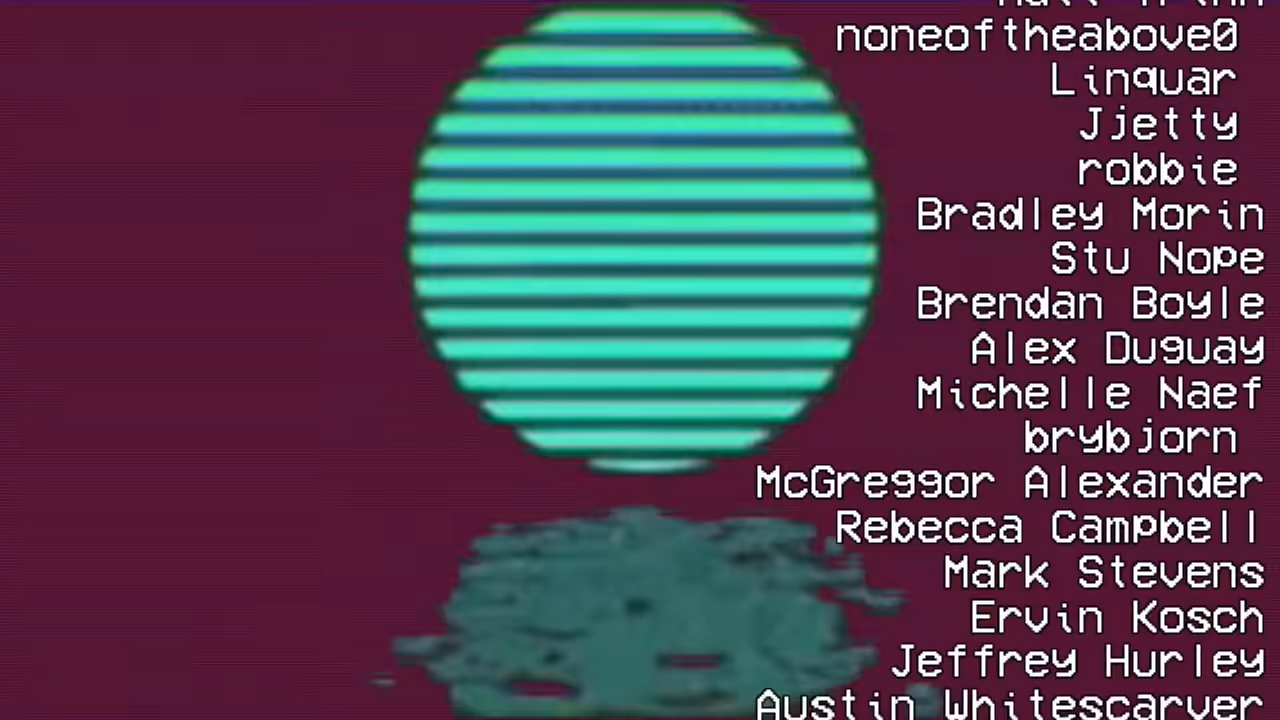 noneoftheabove0
Linquar
Jjetty
robbie
Bradley Morin
Stu Nope
Brendan Boyle
Alex Duguay
Michelle Naef
brybjorn
McGreggor Alexander
Rebecca Campbell
Mark Stevens
Ervin Kosch
Jeffrey Hurley
Austin Whitescarver